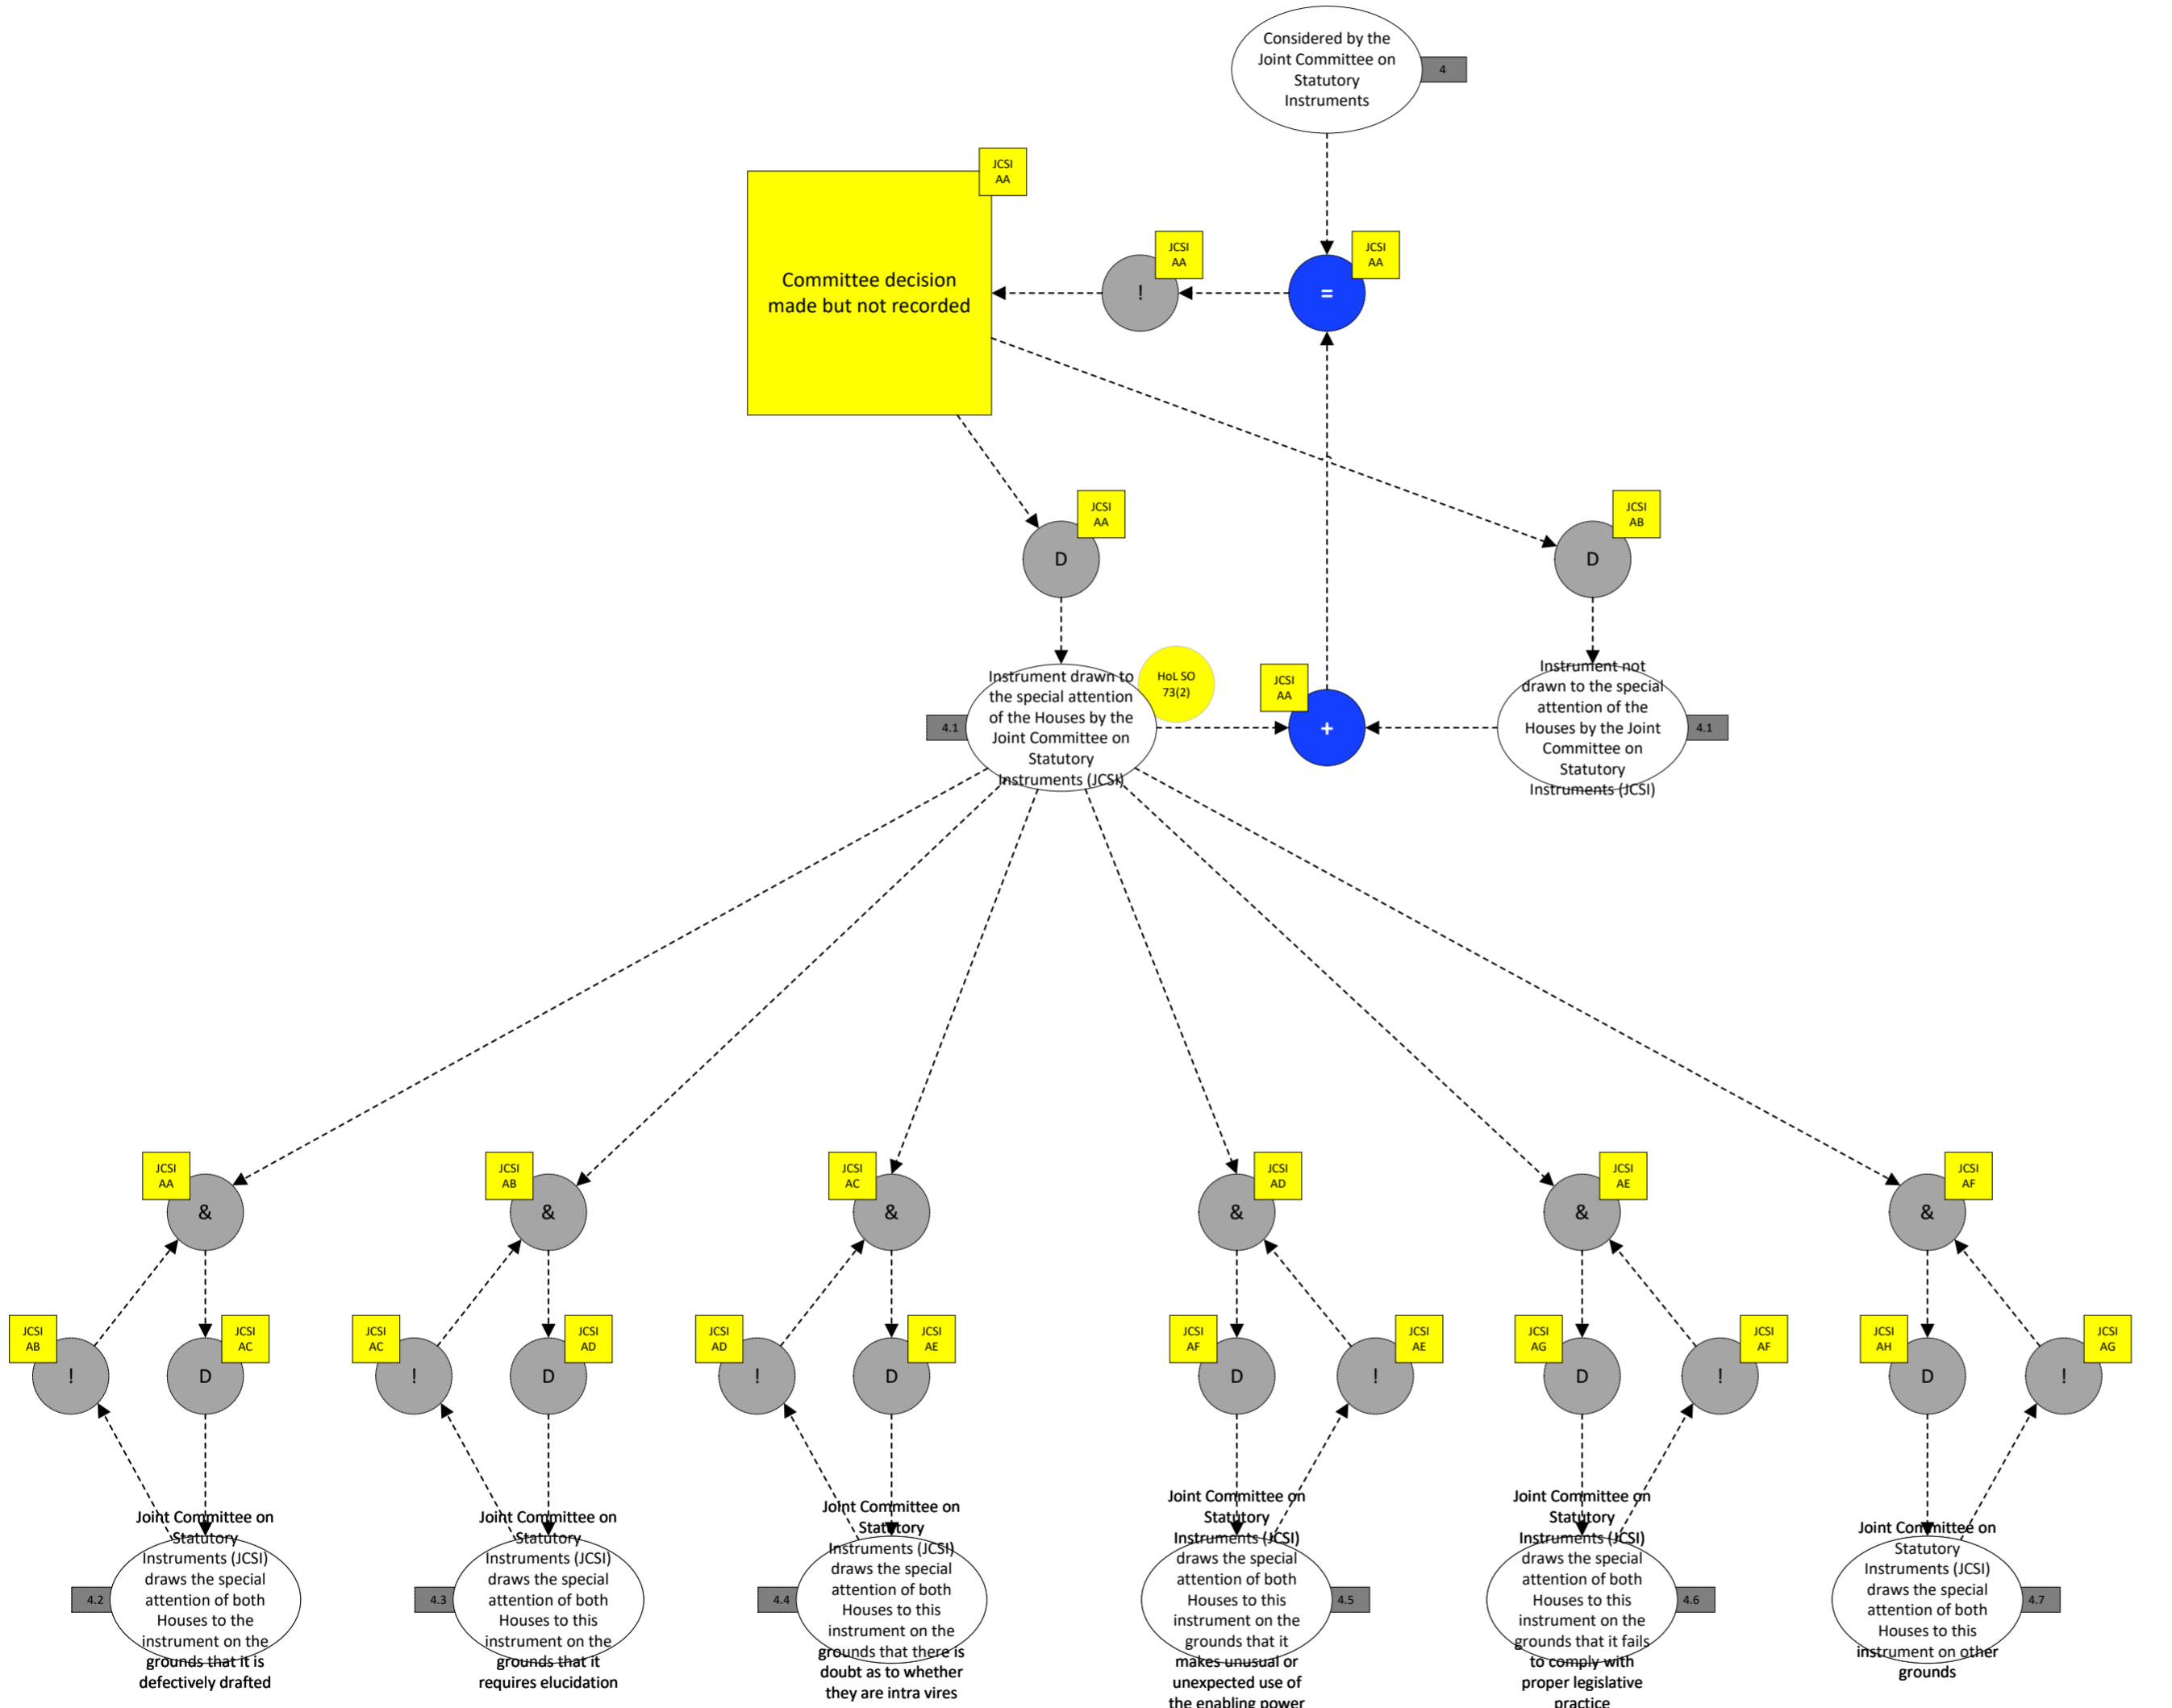 Considered by the
Joint Committee on
Statutory
Instruments
4
JCSI
AA
Committee decision
made but not recorded
JCSI
AA
!
JCSI
AA
=
JCSI
AA
D
JCSI
AB
D
Instrument drawn to
the special attention
of the Houses by the
Joint Committee on
Statutory
Instruments (JCSI)
4.1
HoL SO
73(2)
JCSI
AA
+
Instrument not
drawn to the special
attention of the
Houses by the Joint
Committee on
Statutory
Instruments (JCSI)
4.1
JCSI
AA
&
JCSI
AB
&
JCSI
AC
&
JCSI
AD
&
JCSI
AE
&
JCSI
AF
&
JCSI
AB
!
JCSI
AC
D
JCSI
AC
!
JCSI
AD
D
JCSI
AD
!
JCSI
AE
D
JCSI
AF
D
JCSI
AE
!
JCSI
AG
D
JCSI
AF
!
JCSI
AH
D
JCSI
AG
!
4.2
Joint Committee on
Statutory
Instruments (JCSI)
draws the special
attention of both
Houses to the
instrument on the
grounds that it is
defectively drafted
4.3
Joint Committee on
Statutory
Instruments (JCSI)
draws the special
attention of both
Houses to this
instrument on the
grounds that it
requires elucidation
4.4
Joint Committee on
Statutory
Instruments (JCSI)
draws the special
attention of both
Houses to this
instrument on the
grounds that there is
doubt as to whether
they are intra vires
Joint Committee on
Statutory
Instruments (JCSI)
draws the special
attention of both
Houses to this
instrument on the
grounds that it
makes unusual or
unexpected use of
the enabling power
4.5
Joint Committee on
Statutory
Instruments (JCSI)
draws the special
attention of both
Houses to this
instrument on the
grounds that it fails
to comply with
proper legislative
practice
4.6
Joint Committee on
Statutory
Instruments (JCSI)
draws the special
attention of both
Houses to this
instrument on other
grounds
4.7